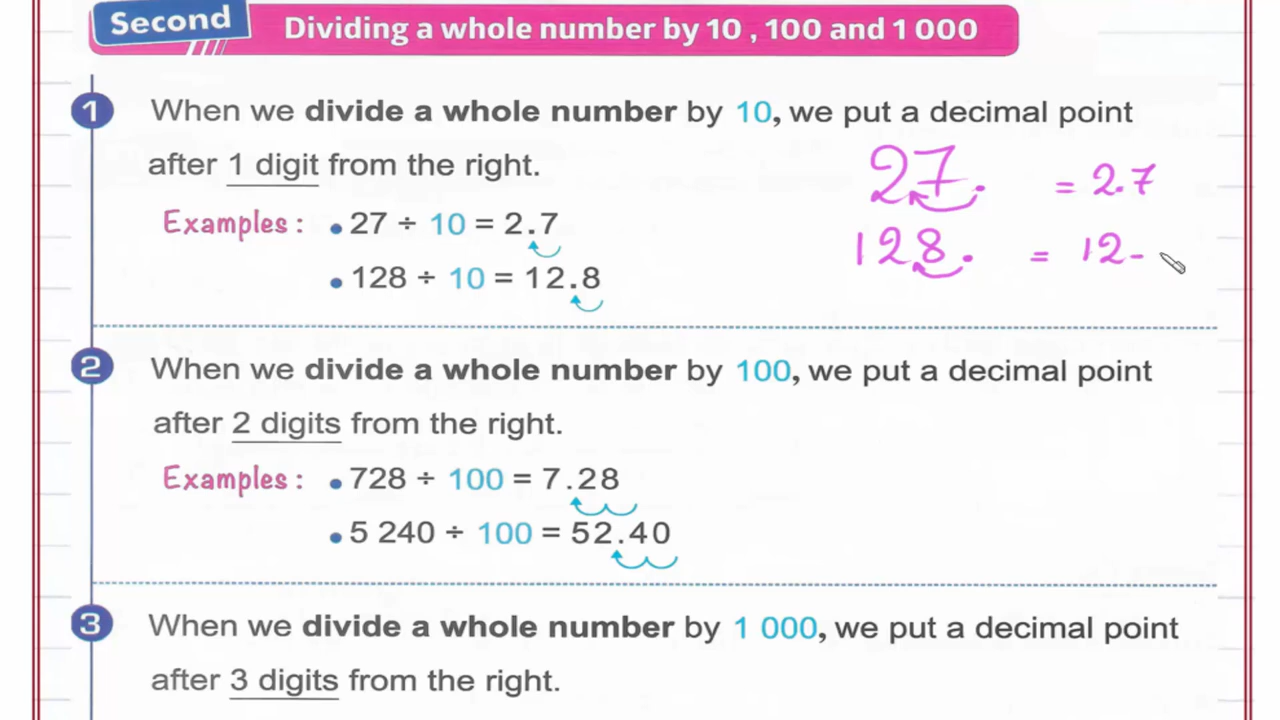 Second
Dividing a whole number by 10 , 100 and 1 000
1 When we divide a whole number by 10, we put a decimal point
after 1 digit from the right.
27. = 2.7
Examples : • 27 ÷ 10 = 2.7
128. = 12-
• 128 ÷ 10 = 12.8
2 When we divide a whole number by 100, we put a decimal point
after 2 digits from the right.
Examples : • 728 ÷ 100 = 7.28
• 5 240 ÷ 100 = 52.40
3 When we divide a whole number by 1 000, we put a decimal point
after 3 digits from the right.